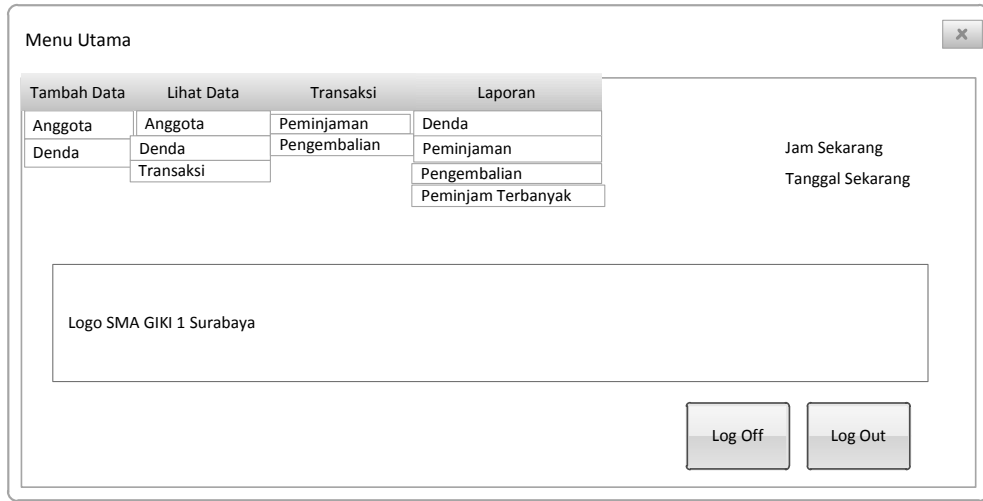 Menu Utama
Tambah Data
Lihat Data
Transaksi
Laporan
Anggota
Denda
Anggota
Denda
Transaksi
Peminjaman
Pengembalian
Denda
Peminjaman
Pengembalian
Peminjam Terbanyak
Jam Sekarang
Tanggal Sekarang
Logo SMA GIKI 1 Surabaya
Log Off
Log Out